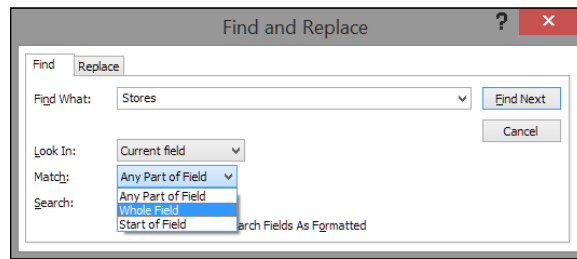 Find and Replace ? ×
Find Replace
Find What: Stores Find Next
Cancel
Look In: Current field
Match: Any Part of Field
Any Part of Field
Search: Whole Field
Start of Field arch Fields As Formatted